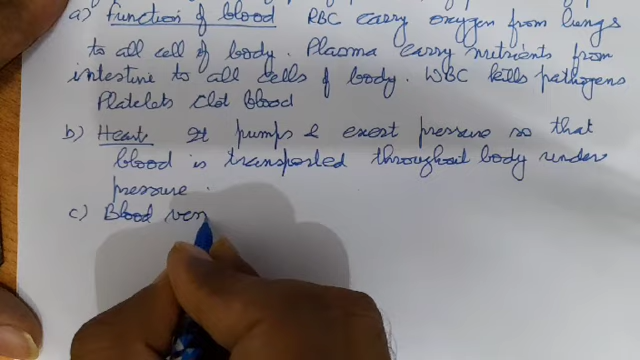 a) Function of blood RBC carry oxygen from lungs
to all cell of body. Plasma carry nutrients from
intestine to all cells of body. WBC kills pathogens
Platelets clot blood
b) Heart It pumps & exert pressure so that
blood is transported throughout body under
pressure.
c) Blood ves